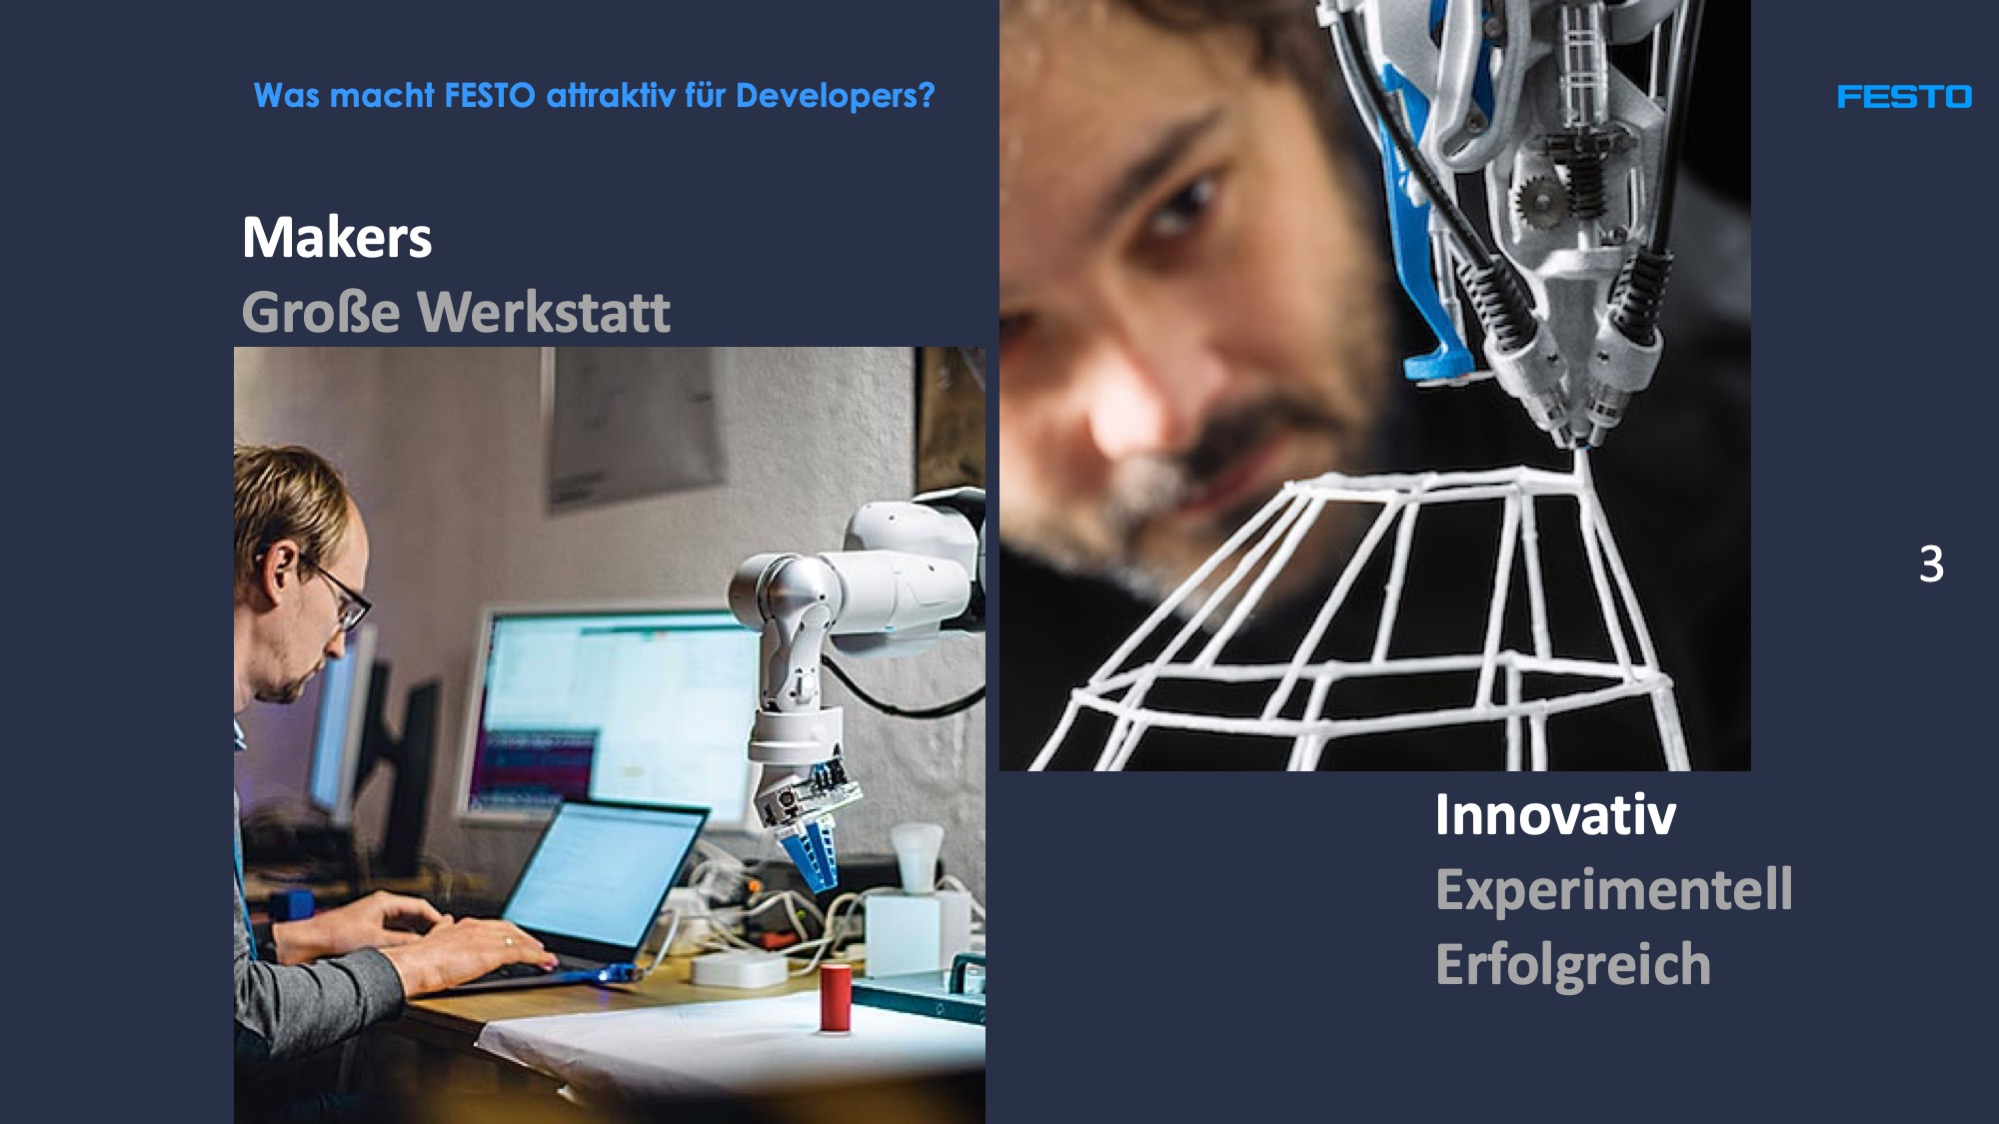 Was macht FESTO attraktiv für Developers?
FESTO
Makers
Große Werkstatt
3
Innovativ
Experimentell
Erfolgreich